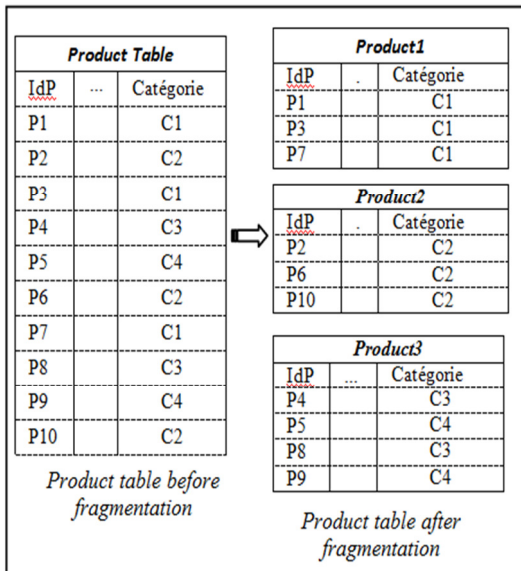 Product Table
IdP ... Catégorie
P1 C1
P2 C2
P3 C1
P4 C3
P5 C4
P6 C2
P7 C1
P8 C3
P9 C4
P10 C2
Product table before
fragmentation
Product1
IdP . Catégorie
P1 C1
P3 C1
P7 C1
Product2
IdP . Catégorie
P2 C2
P6 C2
P10 C2
Product3
IdP ... Catégorie
P4 C3
P5 C4
P8 C3
P9 C4
Product table after
fragmentation